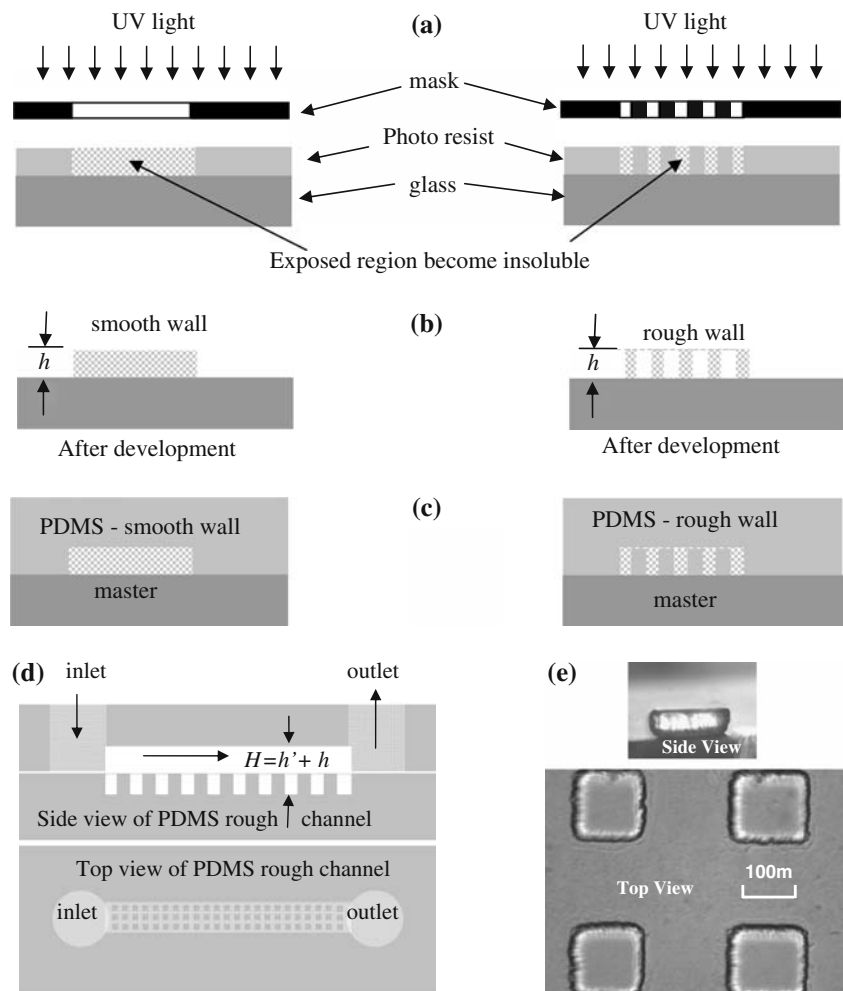 UV light
(a)
UV light
mask
Photo resist
glass
Exposed region become insoluble
smooth wall
(b)
rough wall
h
h
After development
After development
PDMS - smooth wall
(c)
PDMS - rough wall
master
master
(d)
inlet
outlet
(e)
H=h'+ h
Side View
Side view of PDMS rough channel
Top view of PDMS rough channel
inlet
outlet
100m
Top View